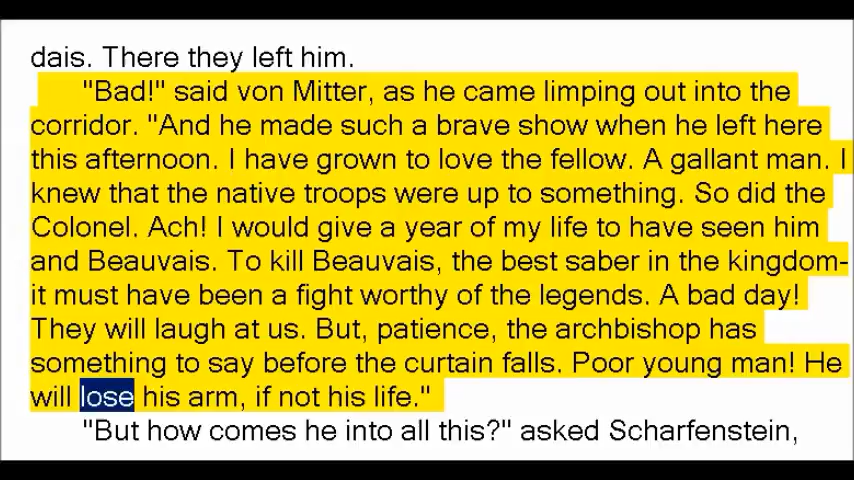 dais. There they left him.
"Bad!" said von Mitter, as he came limping out into the
corridor. "And he made such a brave show when he left here
this afternoon. I have grown to love the fellow. A gallant man. I
knew that the native troops were up to something. So did the
Colonel. Ach! I would give a year of my life to have seen him
and Beauvais. To kill Beauvais, the best saber in the kingdom-
it must have been a fight worthy of the legends. A bad day!
They will laugh at us. But, patience, the archbishop has
something to say before the curtain falls. Poor young man! He
will lose his arm, if not his life."
"But how comes he into all this?" asked Scharfenstein,